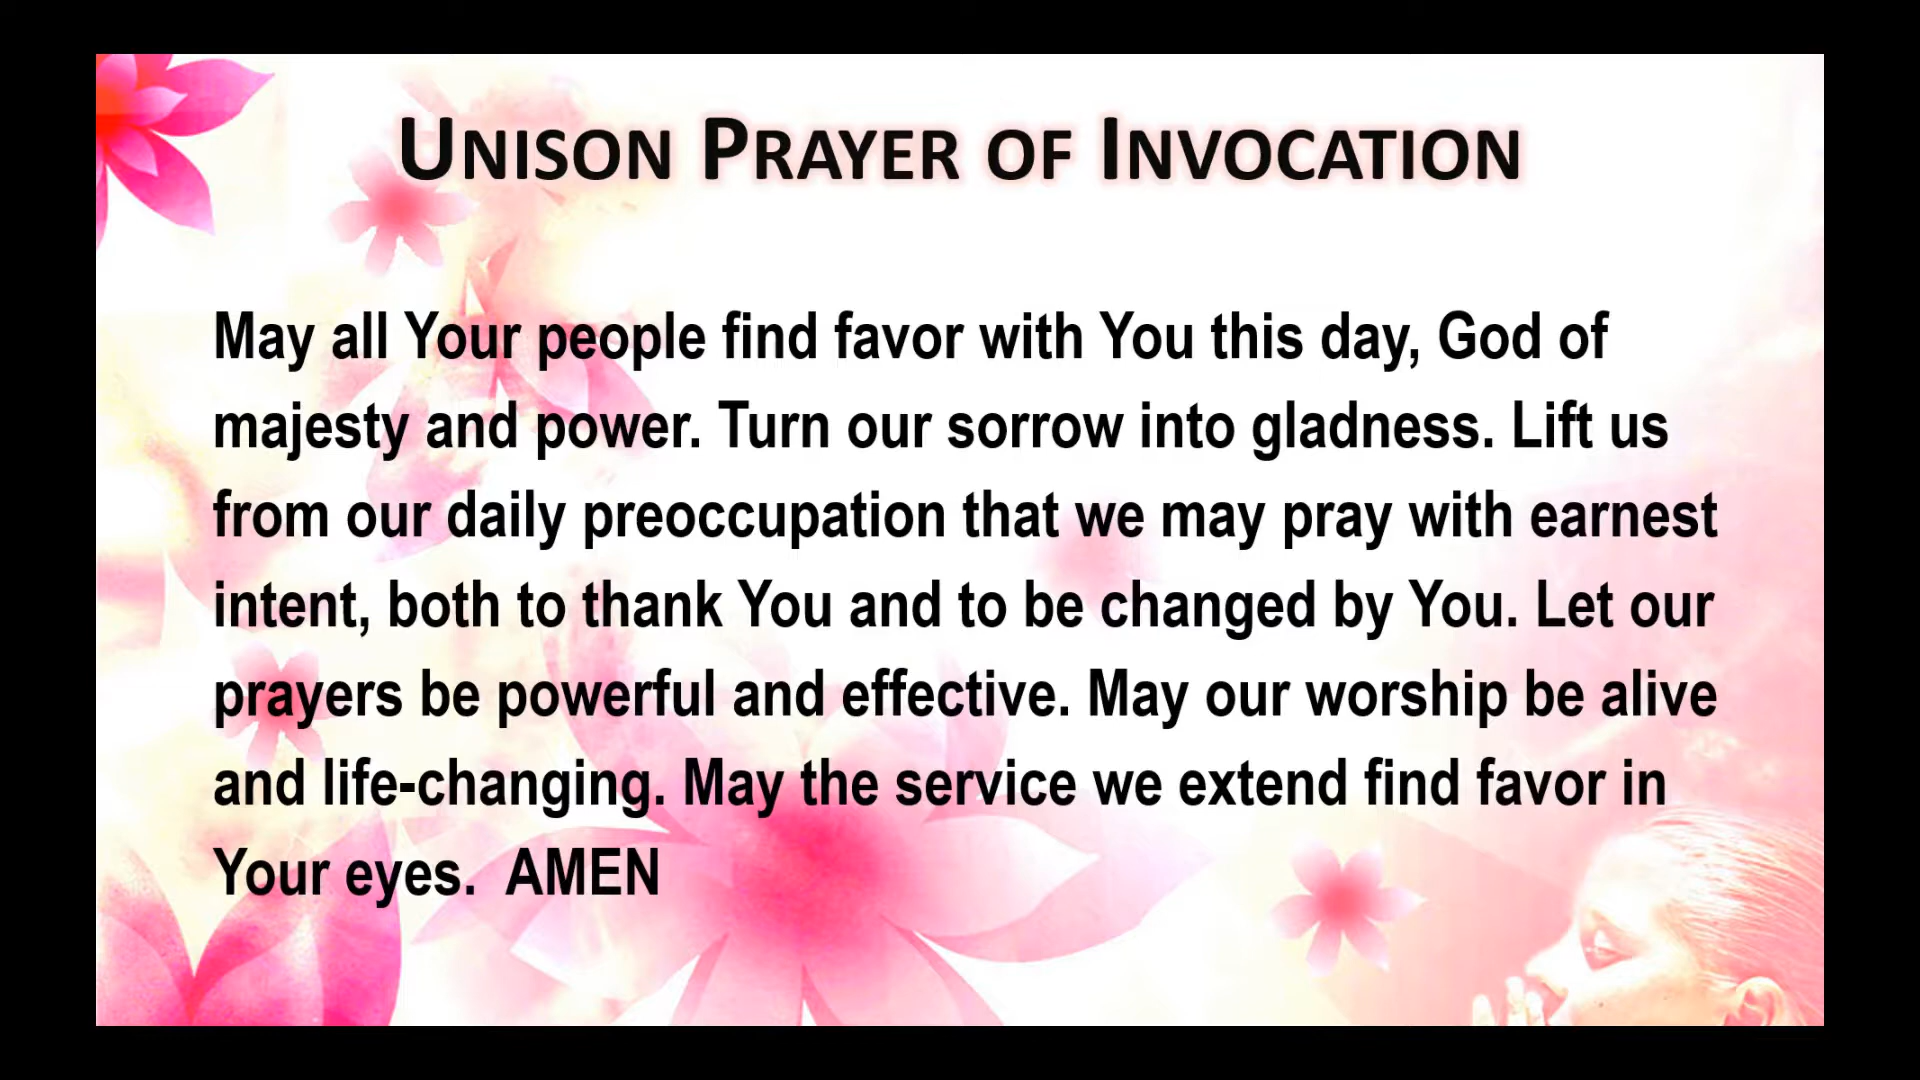 UNISON PRAYER OF INVOCATION
May all Your people find favor with You this day, God of
majesty and power. Turn our sorrow into gladness. Lift us
from our daily preoccupation that we may pray with earnest
intent, both to thank You and to be changed by You. Let our
prayers be powerful and effective. May our worship be alive
and life-changing. May the service we extend find favor in
Your eyes.  AMEN